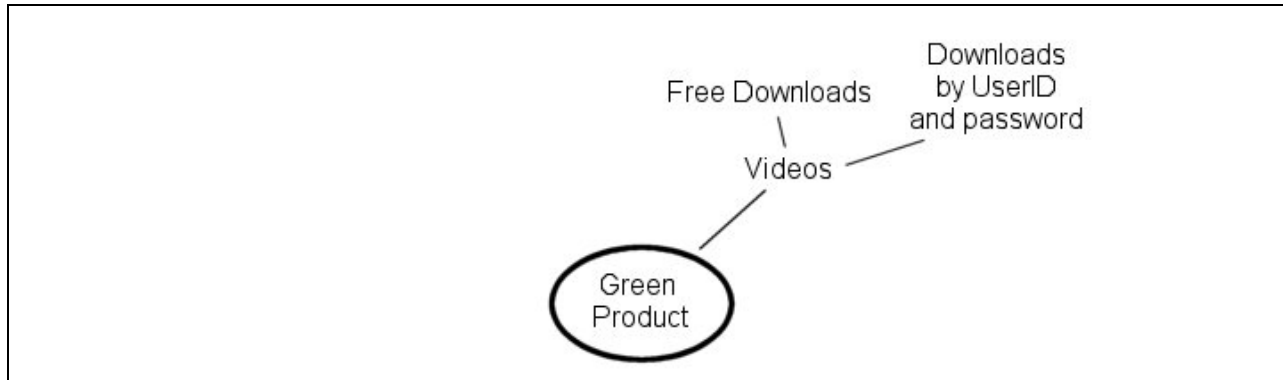 Free Downloads
Downloads
by UserID
and password
Videos
Green
Product